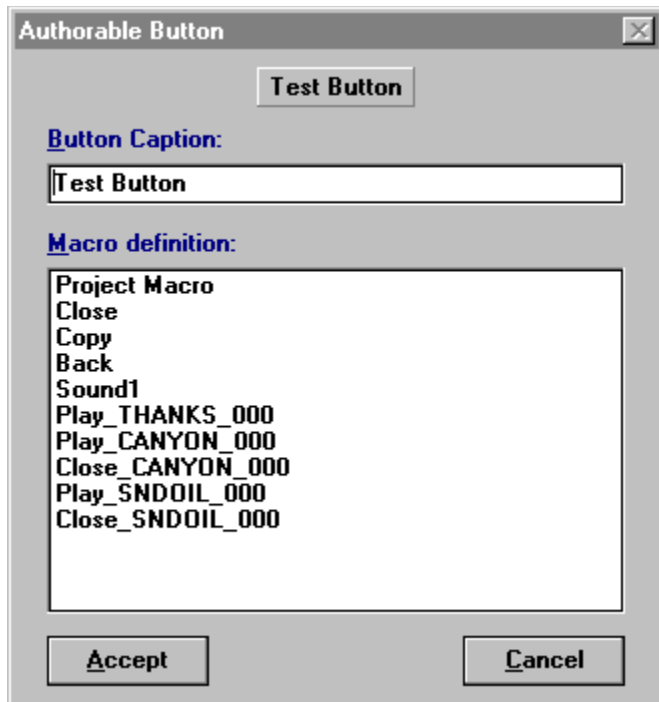 Authorable Button
Test Button
Button Caption:
Test Button
Macro definition:
Project Macro
Close
Copy
Back
Sound1
Play_THANKS_000
Play_CANYON_000
Close_CANYON_000
Play_SNDOIL_000
Close_SNDOIL_000
Accept Cancel